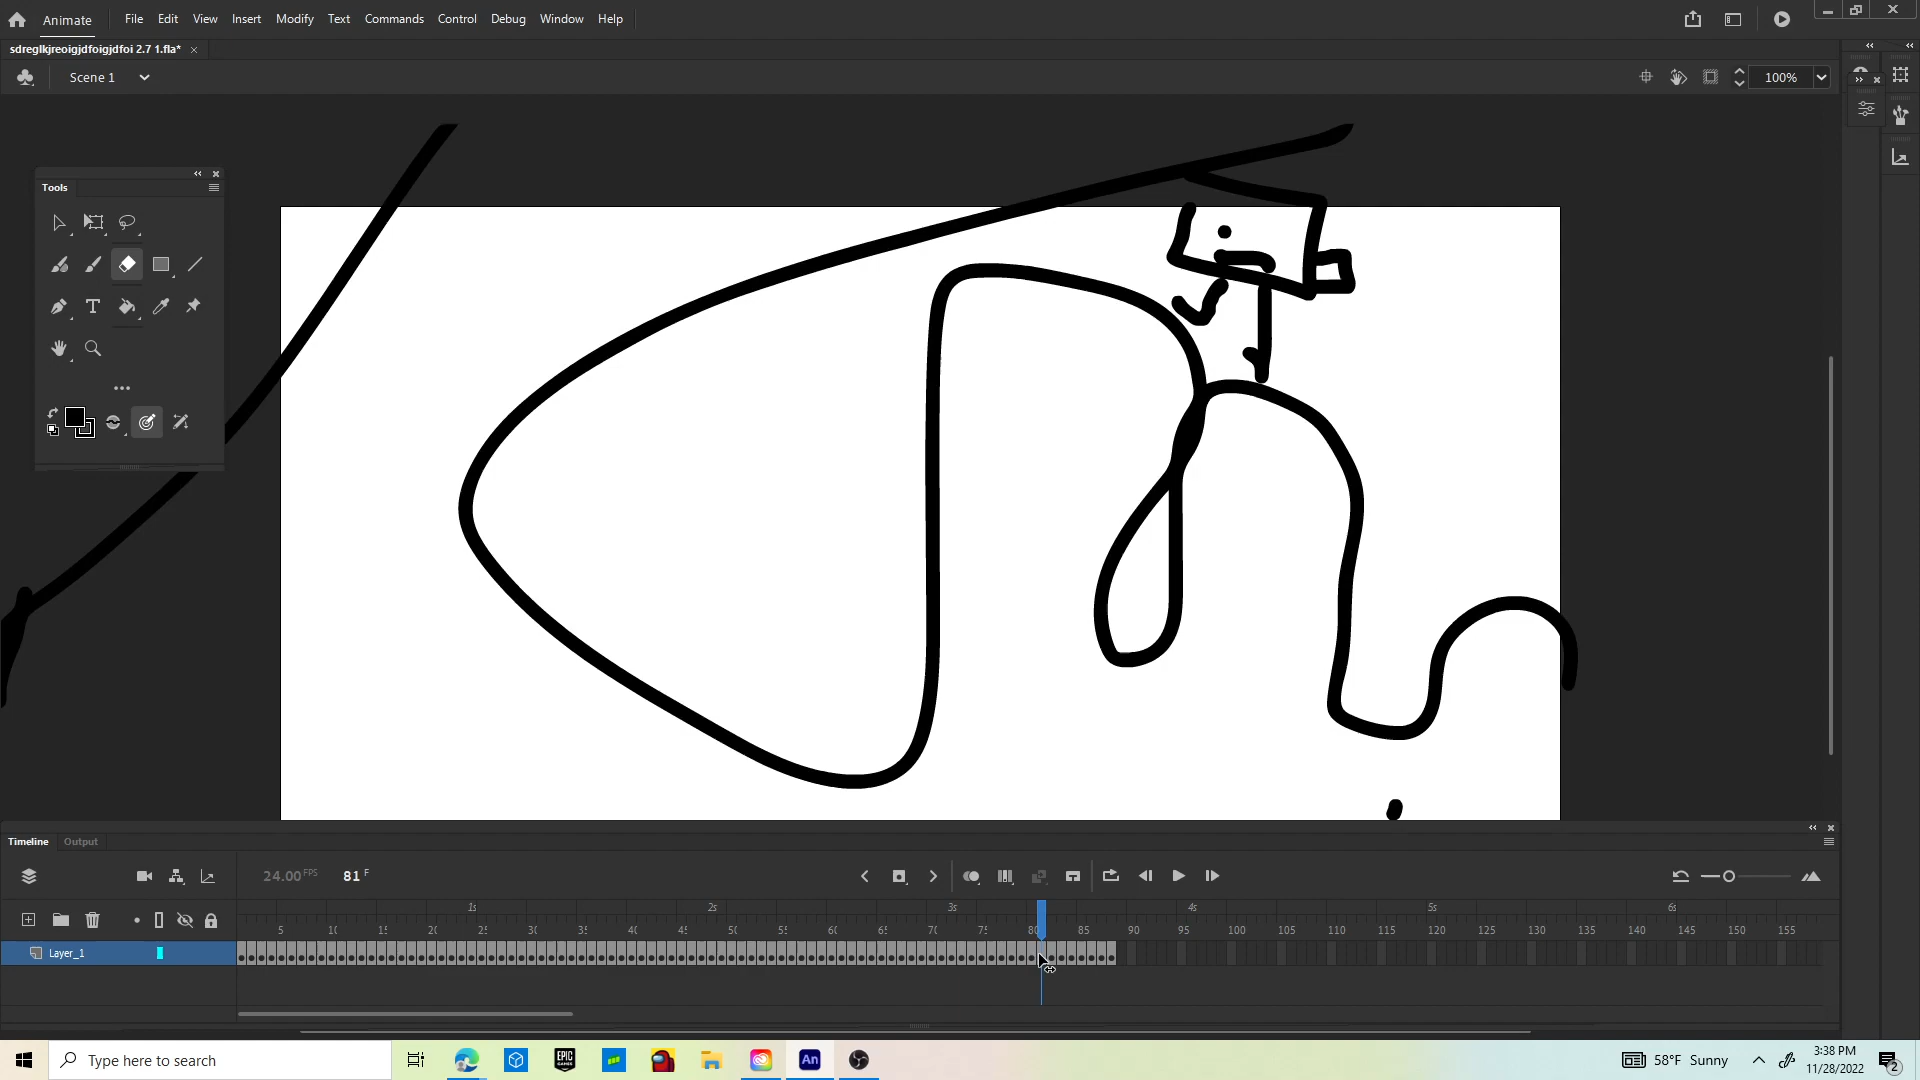 Animate File Edit View Insert Modify Text Commands Control Debug Window Help
sdreglkjreoigjdfoigjdfoi 2.7 1.fla*
Scene 1
100%
Tools
Timeline Output
24.00 FPS 81 F
1s 2s 3s 4s 5s 6s
5 10 15 20 25 30 35 40 45 50 55 60 65 70 75 80 85 90 95 100 105 110 115 120 125 130 135 140 145 150 155
Layer_1
Type here to search
EPIC GAMES
An
58°F Sunny
3:38 PM
11/28/2022
2